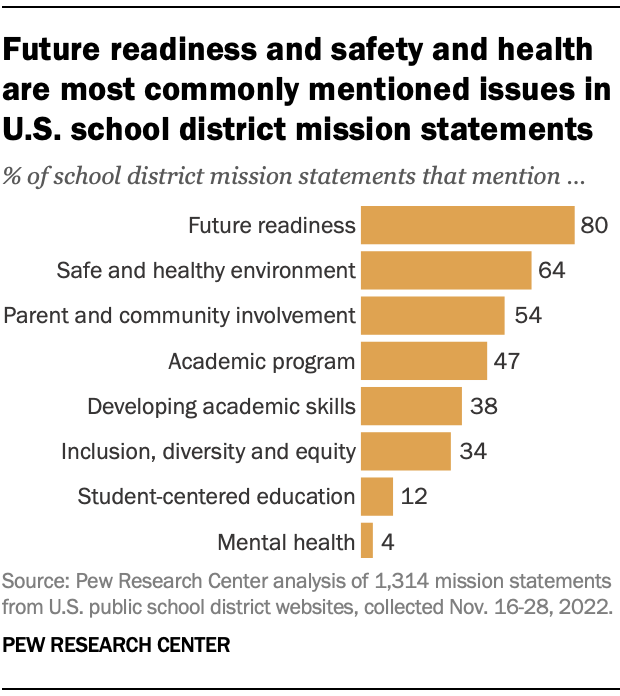 Future readiness and safety and health
are most commonly mentioned issues in
U.S. school district mission statements
% of school district mission statements that mention ...
Future readiness 80
Safe and healthy environment 64
Parent and community involvement 54
Academic program 47
Developing academic skills 38
Inclusion, diversity and equity 34
Student-centered education 12
Mental health 4
Source: Pew Research Center analysis of 1,314 mission statements
from U.S. public school district websites, collected Nov. 16-28, 2022.
PEW RESEARCH CENTER